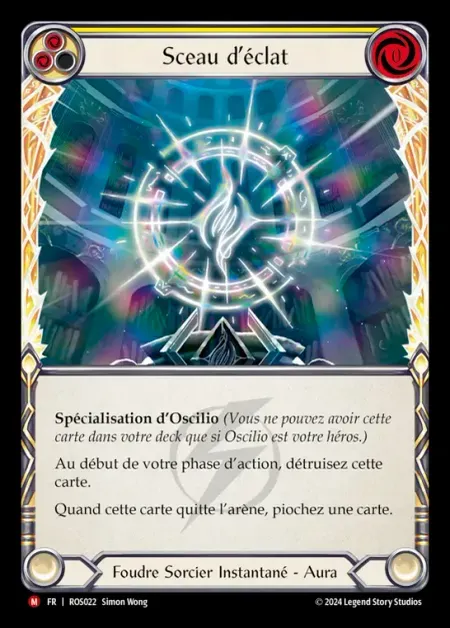 Sceau d'éclat
Spécialisation d'Oscilio (Vous ne pouvez avoir cette
carte dans votre deck que si Oscilio est votre héros.)
Au début de votre phase d'action, détruisez cette
carte.
Quand cette carte quitte l'arène, piochez une carte.
Foudre Sorcier Instantané - Aura
M FR | ROS022 Simon Wong
© 2024 Legend Story Studios